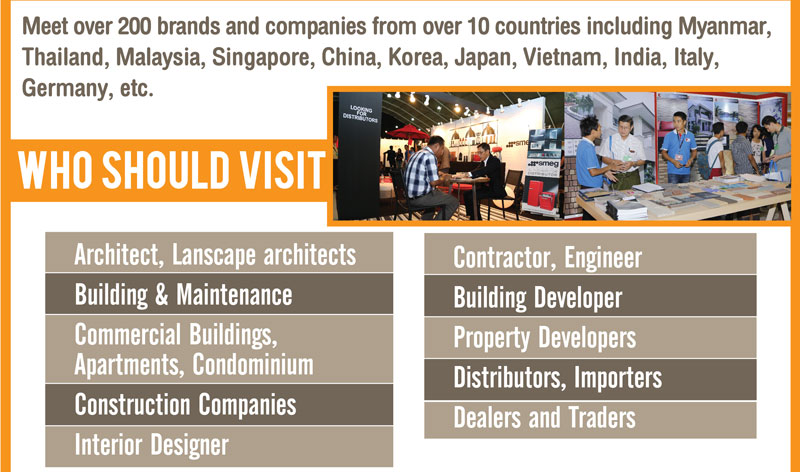 Meet over 200 brands and companies from over 10 countries including Myanmar,
Thailand, Malaysia, Singapore, China, Korea, Japan, Vietnam, India, Italy,
Germany, etc.
LOOKING
FOR
DISTRIBUTORS
smeg
smeg
WHO SHOULD VISIT
Architect, Lanscape architects
Building & Maintenance
Commercial Buildings,
Apartments, Condominium
Construction Companies
Interior Designer
Contractor, Engineer
Building Developer
Property Developers
Distributors, Importers
Dealers and Traders